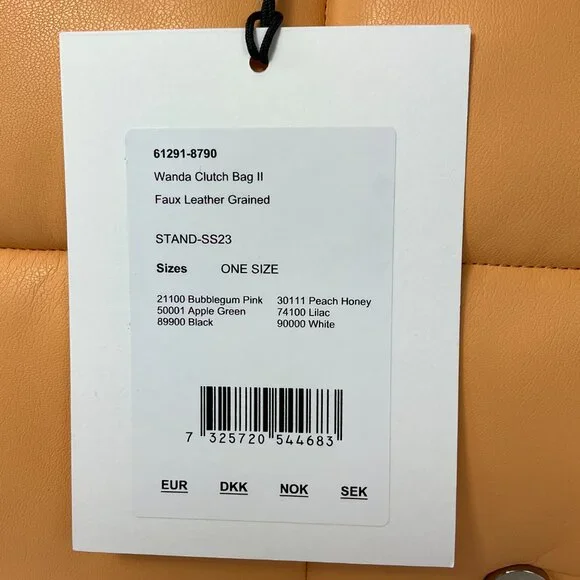 61291-8790
Wanda Clutch Bag II
Faux Leather Grained
STAND-SS23
Sizes ONE SIZE
21100 Bubblegum Pink 30111 Peach Honey
50001 Apple Green 74100 Lilac
89900 Black 90000 White
7 325720 544683
EUR DKK NOK SEK